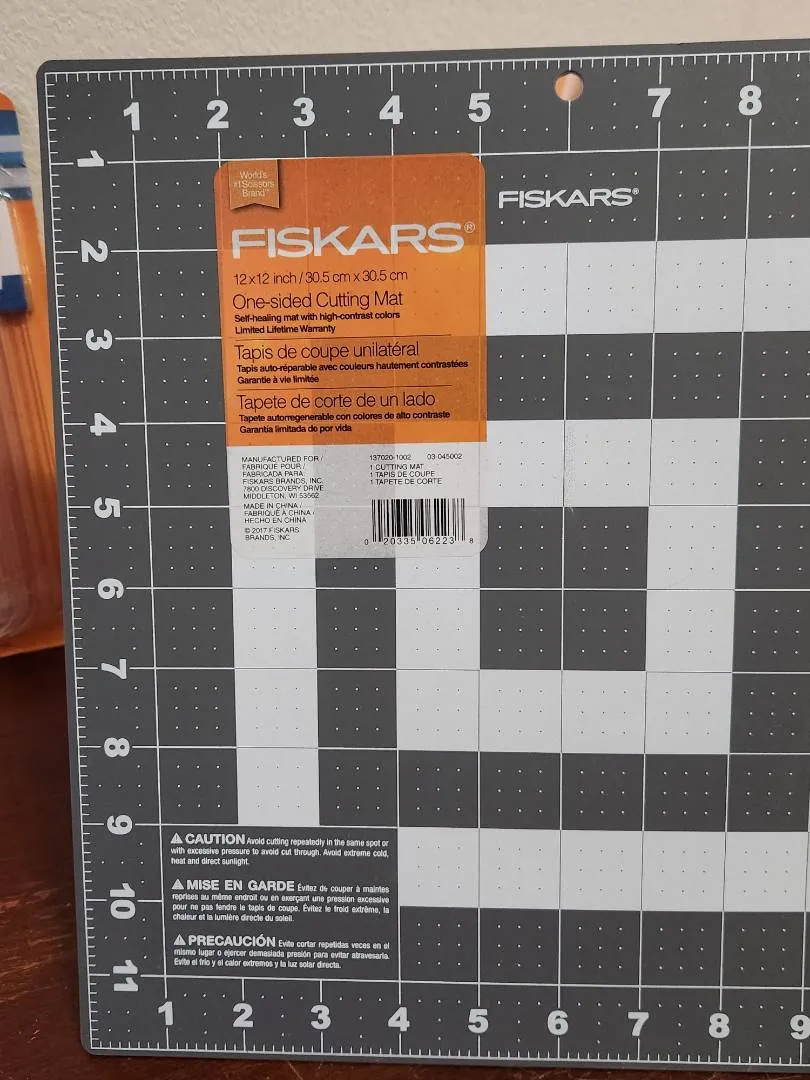 1 2 3 4 5 7 8
1
World's
#1 Scissors
Brand™
FISKARS®
FISKARS®
2
12 x 12 inch / 30.5 cm x 30.5 cm
One-sided Cutting Mat
Self-healing mat with high-contrast colors
Limited Lifetime Warranty
3
Tapis de coupe unilatéral
Tapis auto-réparable avec couleurs hautement contrastées
Garantie à vie limitée
Tapete de corte de un lado
Tapete autorregenerable con colores de alto contraste
Garantía limitada de por vida
4
MANUFACTURED FOR /
FABRIQUÉ POUR /
FABRICADA PARA:
FISKARS BRANDS, INC.
7800 DISCOVERY DRIVE
MIDDLETON, WI 53562
MADE IN CHINA /
FABRIQUÉ À CHINA /
HECHO EN CHINA
© 2017 FISKARS
BRANDS, INC.
137020-1002 03-045002
1 CUTTING MAT
1 TAPIS DE COUPE
1 TAPETE DE CORTE
0 20335 06223 8
5
6
7
8
9
⚠ CAUTION Avoid cutting repeatedly in the same spot or
with excessive pressure to avoid cut through. Avoid extreme cold,
heat and direct sunlight.
⚠ MISE EN GARDE Évitez de couper à maintes
reprises au même endroit ou en exerçant une pression excessive
pour ne pas fendre le tapis de coupe. Évitez le froid extrême, la
chaleur et la lumière directe du soleil.
10
⚠ PRECAUCIÓN Evite cortar repetidas veces en el
mismo lugar o ejercer demasiada presión para evitar atravesarla.
Evite el frío y el calor extremos y la luz solar directa.
11
1 2 3 4 5 6 7 8 9